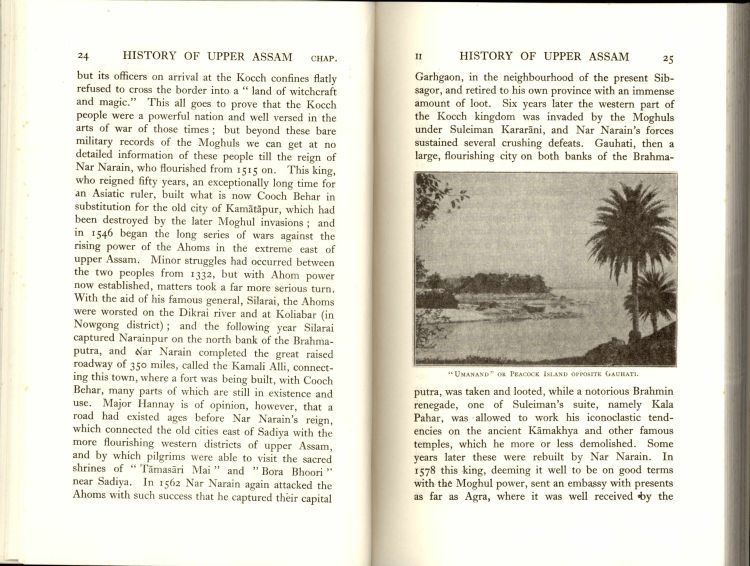 24 HISTORY OF UPPER ASSAM CHAP.
but its officers on arrival at the Kocch confines flatly
refused to cross the border into a “ land of witchcraft
and magic.” This all goes to prove that the Kocch
people were a powerful nation and well versed in the
arts of war of those times ; but beyond these bare
military records of the Moghuls we can get at no
detailed information of these people till the reign of
Nar Narain, who flourished from 1515 on. This king,
who reigned fifty years, an exceptionally long time for
an Asiatic ruler, built what is now Cooch Behar in
substitution for the old city of Kamātāpur, which had
been destroyed by the later Moghul invasions ; and
in 1546 began the long series of wars against the
rising power of the Ahoms in the extreme east of
upper Assam. Minor struggles had occurred between
the two peoples from 1332, but with Ahom power
now established, matters took a far more serious turn.
With the aid of his famous general, Silarai, the Ahoms
were worsted on the Dikrai river and at Koliabar (in
Nowgong district) ; and the following year Silarai
captured Narainpur on the north bank of the Brahma-
putra, and Nar Narain completed the great raised
roadway of 350 miles, called the Kamali Alli, connect-
ing this town, where a fort was being built, with Cooch
Behar, many parts of which are still in existence and
use. Major Hannay is of opinion, however, that a
road had existed ages before Nar Narain’s reign,
which connected the old cities east of Sadiya with the
more flourishing western districts of upper Assam,
and by which pilgrims were able to visit the sacred
shrines of “ Tāmasāri Mai ” and “ Bora Bhoori ”
near Sadiya. In 1562 Nar Narain again attacked the
Ahoms with such success that he captured their capital
II HISTORY OF UPPER ASSAM 25
Garhgaon, in the neighbourhood of the present Sib-
sagor, and retired to his own province with an immense
amount of loot. Six years later the western part of
the Kocch kingdom was invaded by the Moghuls
under Suleiman Kararāni, and Nar Narain’s forces
sustained several crushing defeats. Gauhati, then a
large, flourishing city on both banks of the Brahma-
“UMANAND” OR PEACOCK ISLAND OPPOSITE GAUHATI.
putra, was taken and looted, while a notorious Brahmin
renegade, one of Suleiman’s suite, namely Kala
Pahar, was allowed to work his iconoclastic tend-
encies on the ancient Kāmakhya and other famous
temples, which he more or less demolished. Some
years later these were rebuilt by Nar Narain. In
1578 this king, deeming it well to be on good terms
with the Moghul power, sent an embassy with presents
as far as Agra, where it was well received by the